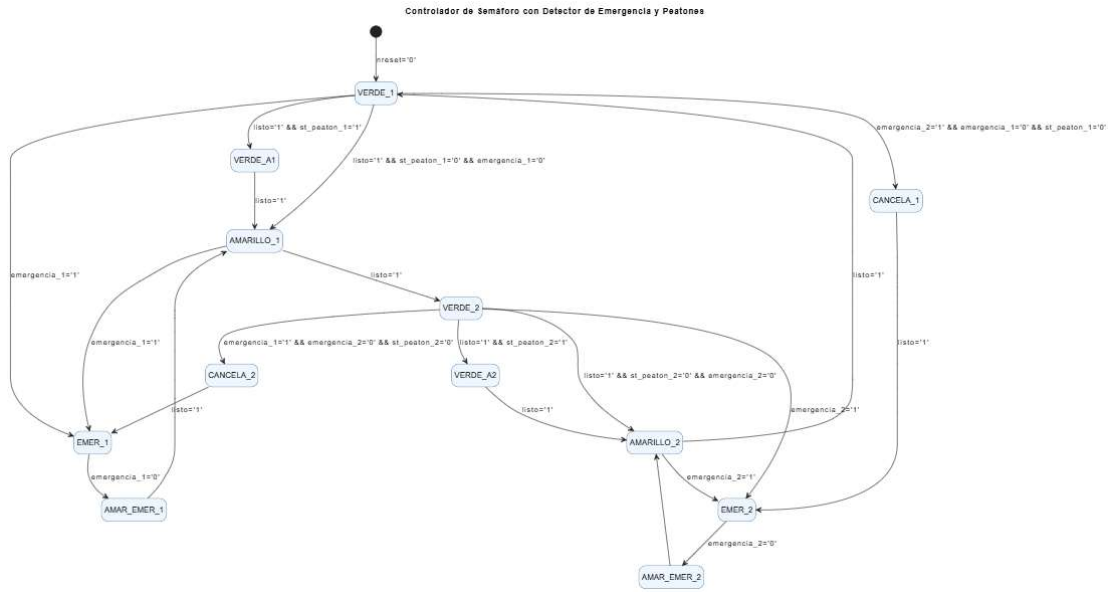 Controlador de Semáforo con Detector de Emergencia y Peatones
nreset='0'
VERDE_1
listo='1' && st_peaton_1='1'
emergencia_2='1' && emergencia_1='0' && st_peaton_1='0'
VERDE_A1
listo='1' && st_peaton_1='0' && emergencia_1='0'
listo='1'
CANCELA_1
AMARILLO_1
emergencia_1='1'
listo='1'
listo='1'
VERDE_2
emergencia_1='1'
emergencia_1='1' && emergencia_2='0' && st_peaton_2='0'
listo='1' && st_peaton_2='1'
listo='1'
CANCELA_2
VERDE_A2
listo='1' && st_peaton_2='0' && emergencia_2='0'
listo='1'
listo='1'
emergencia_2='1'
EMER_1
AMARILLO_2
emergencia_1='0'
emergencia_2='1'
AMAR_EMER_1
EMER_2
emergencia_2='0'
AMAR_EMER_2